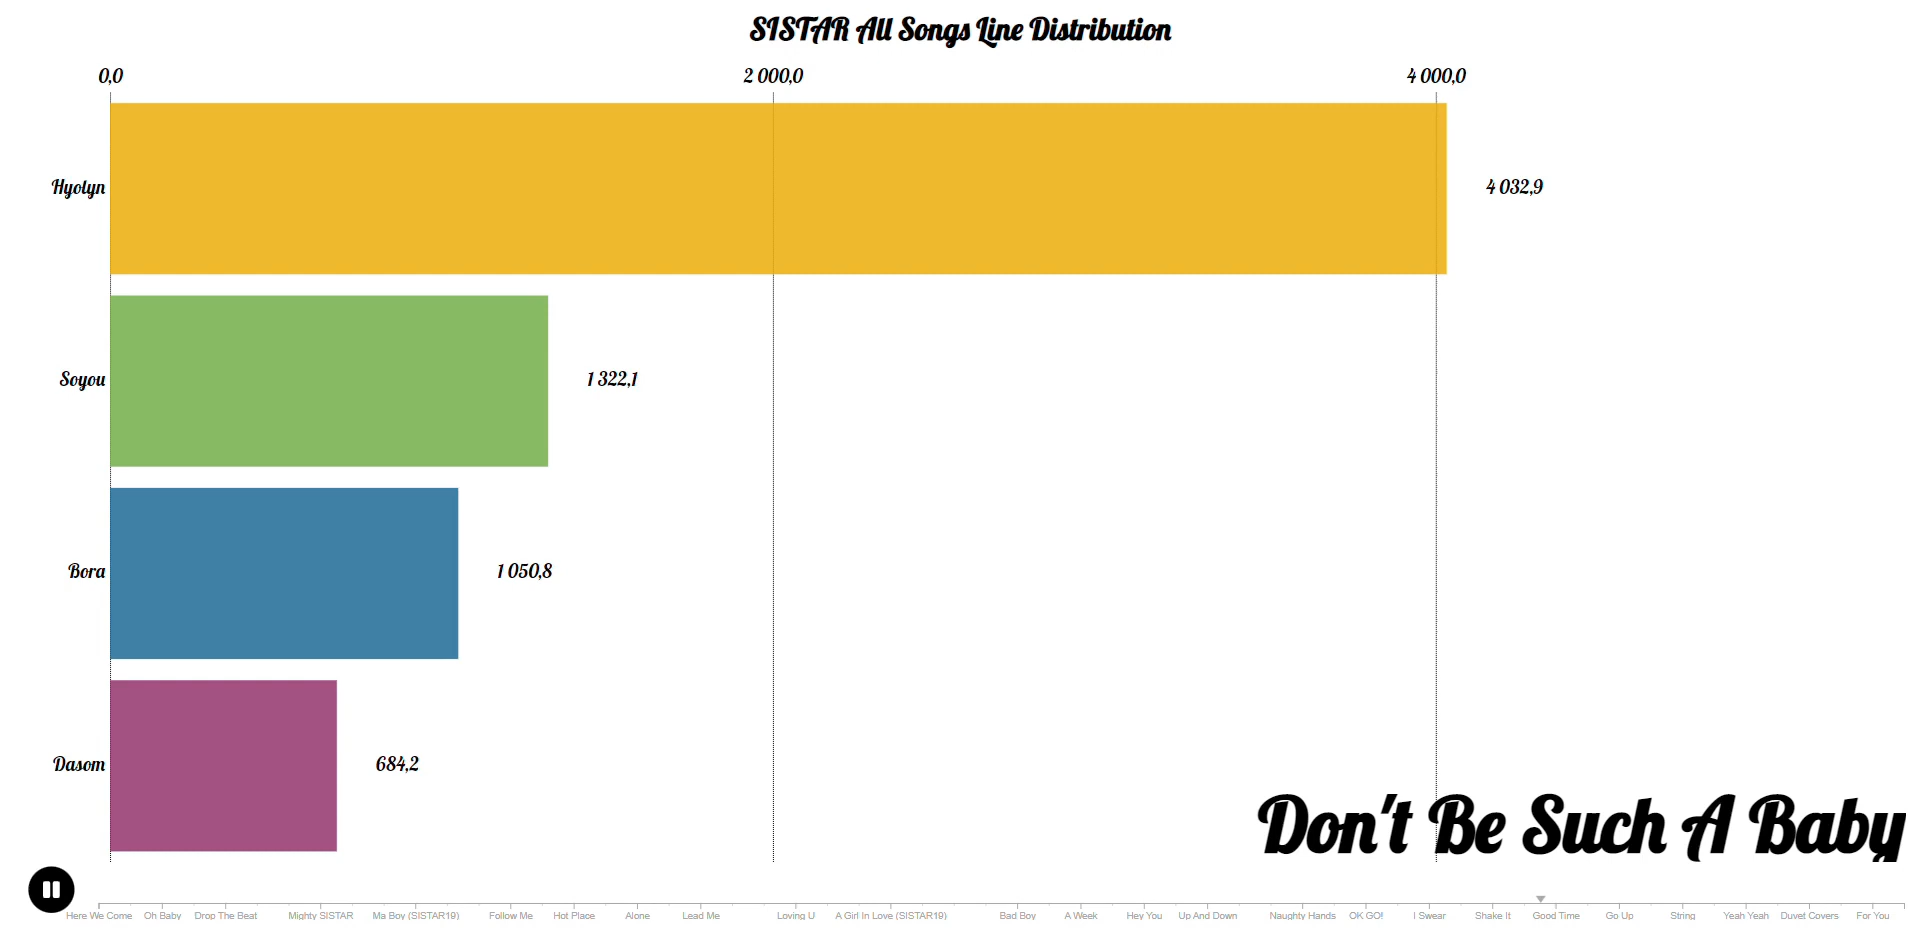 SISTAR All Songs Line Distribution
0,0 2 000,0 4 000,0
Hyolyn 4 032,9
Soyou 1 322,1
Bora 1 050,8
Dasom 684,2
Don't Be Such A Baby
Here We Come Oh Baby Drop The Beat Mighty SISTAR Ma Boy (SISTAR19) Follow Me Hot Place Alone Lead Me Loving U A Girl In Love (SISTAR19) Bad Boy A Week Hey You Up And Down Naughty Hands OK GO! I Swear Shake It Good Time Go Up String Yeah Yeah Duvet Covers For You